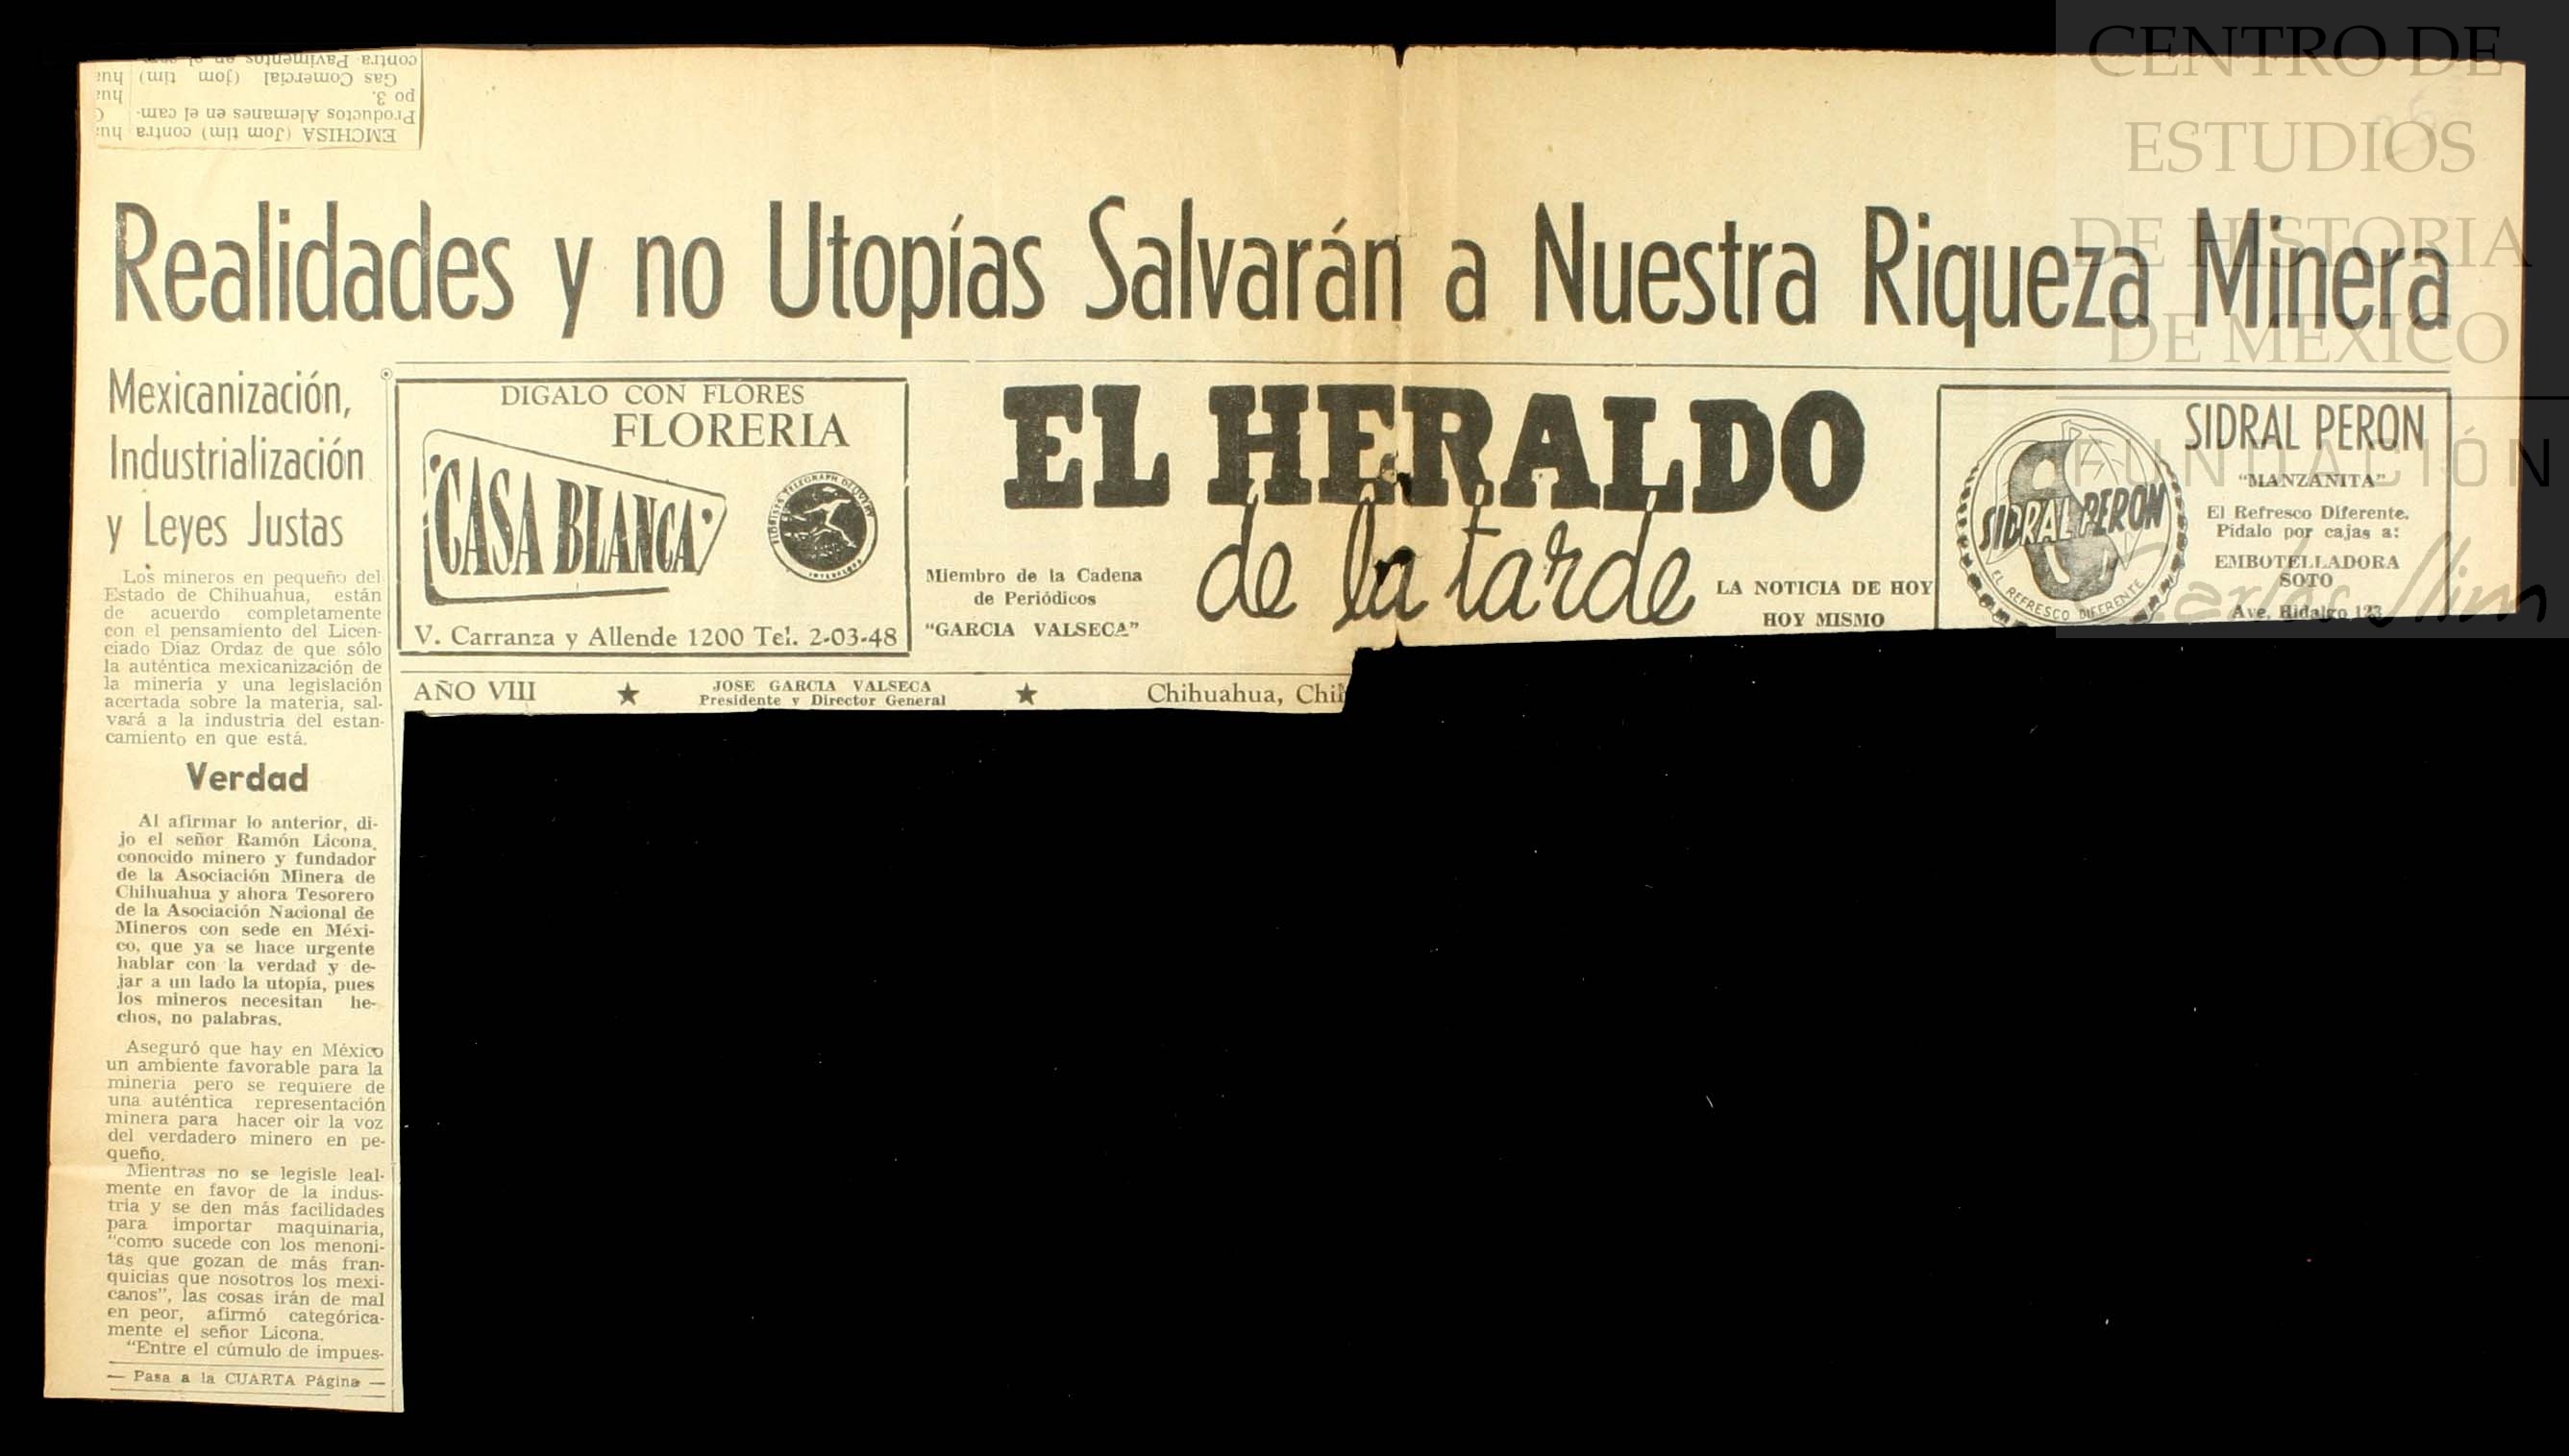 contra Pavimentos
Gas Comercial (jom tim)
po 3.
Productos Alemanes en el cam-
EMCHISA (Jom tim) contra
CENTRO DE
ESTUDIOS
DE HISTORIA
DE MEXICO
FUNDACIÓN
Carlos Slim
Realidades y no Utopías Salvarán a Nuestra Riqueza Minera
Mexicanización,
Industrialización
y Leyes Justas
Los mineros en pequeño del
Estado de Chihuahua, están
de acuerdo completamente
con el pensamiento del Licen-
ciado Díaz Ordaz de que sólo
la auténtica mexicanización de
la minería y una legislación
acertada sobre la materia, sal-
vará a la industria del estan-
camiento en que está.
Verdad
Al afirmar lo anterior, di-
jo el señor Ramón Licona,
conocido minero y fundador
de la Asociación Minera de
Chihuahua y ahora Tesorero
de la Asociación Nacional de
Mineros con sede en Méxi-
co, que ya se hace urgente
hablar con la verdad y de-
jar a un lado la utopía, pues
los mineros necesitan he-
chos, no palabras.
Aseguró que hay en México
un ambiente favorable para la
minería pero se requiere de
una auténtica representación
minera para hacer oir la voz
del verdadero minero en pe-
queño.
Mientras no se legisle leal-
mente en favor de la indus-
tria y se den más facilidades
para importar maquinaria,
"como sucede con los menoni-
tas que gozan de más fran-
quicias que nosotros los mexi-
canos", las cosas irán de mal
en peor, afirmó categórica-
mente el señor Licona.
"Entre el cúmulo de impues-
— Pasa a la CUARTA Página —
DIGALO CON FLORES
FLORERIA
"CASA BLANCA"
FLORISTS TELEGRAPH DELIVERY
INTERFLORA
V. Carranza y Allende 1200 Tel. 2-03-48
EL HERALDO
de la tarde
Miembro de la Cadena
de Periódicos
"GARCIA VALSECA"
LA NOTICIA DE HOY
HOY MISMO
SIDRAL PERON
EL REFRESCO DIFERENTE
SIDRAL PERON
"MANZANITA"
El Refresco Diferente.
Pídalo por cajas a:
EMBOTELLADORA
SOTO
Ave. Hidalgo 123
AÑO VIII ★ JOSE GARCIA VALSECA
Presidente y Director General ★ Chihuahua, Chih